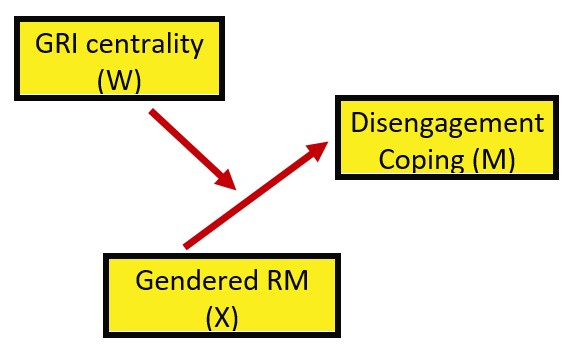 GRI centrality
(W)
Disengagement
Coping (M)
Gendered RM
(X)